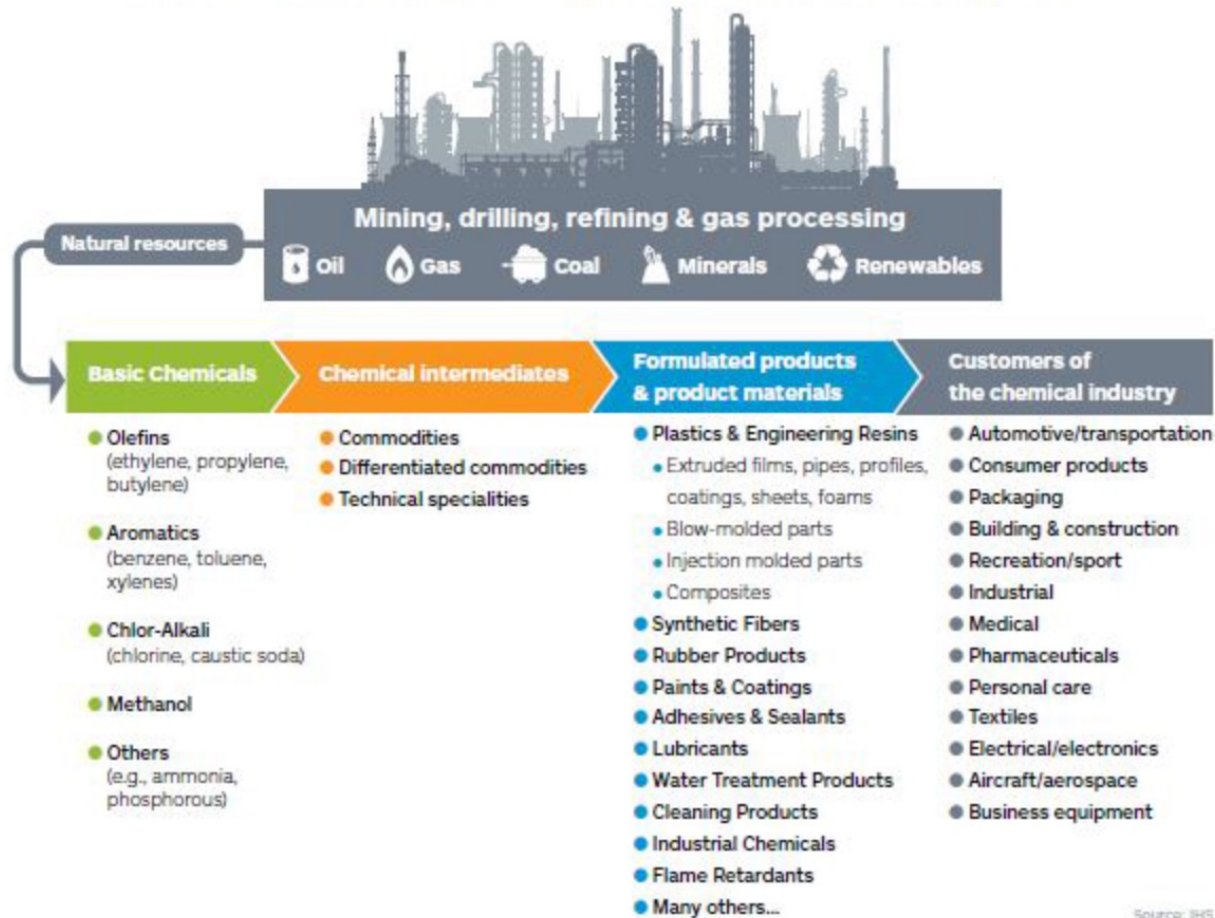 Mining, drilling, refining & gas processing
Natural resources
Oil
Gas
Coal
Minerals
Renewables
Basic Chemicals
Olefins
(ethylene, propylene,
butylene)
Aromatics
(benzene, toluene,
xylenes)
Chlor-Alkali
(chlorine, caustic soda)
Methanol
Others
(e.g., ammonia,
phosphorous)
Chemical intermediates
Commodities
Differentiated commodities
Technical specialities
Formulated products
& product materials
Plastics & Engineering Resins
Extruded films, pipes, profiles,
coatings, sheets, foams
Blow-molded parts
Injection molded parts
Composites
Synthetic Fibers
Rubber Products
Paints & Coatings
Adhesives & Sealants
Lubricants
Water Treatment Products
Cleaning Products
Industrial Chemicals
Flame Retardants
Many others...
Customers of
the chemical industry
Automotive/transportation
Consumer products
Packaging
Building & construction
Recreation/sport
Industrial
Medical
Pharmaceuticals
Personal care
Textiles
Electrical/electronics
Aircraft/aerospace
Business equipment
Source: IHS